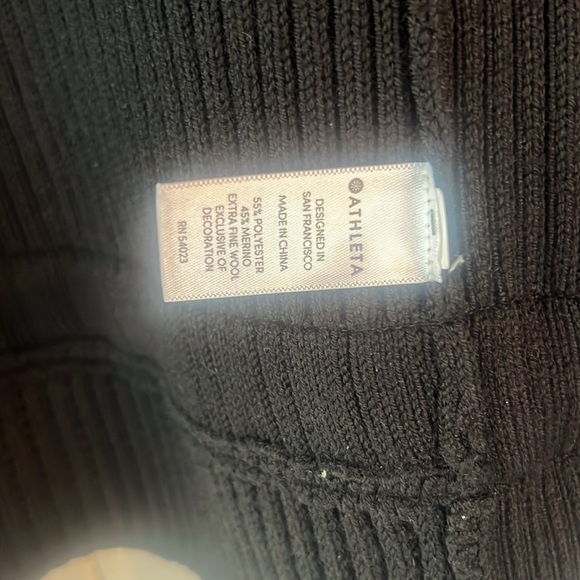 ATHLETA
DESIGNED IN
SAN FRANCISCO
MADE IN CHINA
55% POLYESTER
45% MERINO
EXTRA FINE WOOL
EXCLUSIVE OF
DECORATION
RN 54023